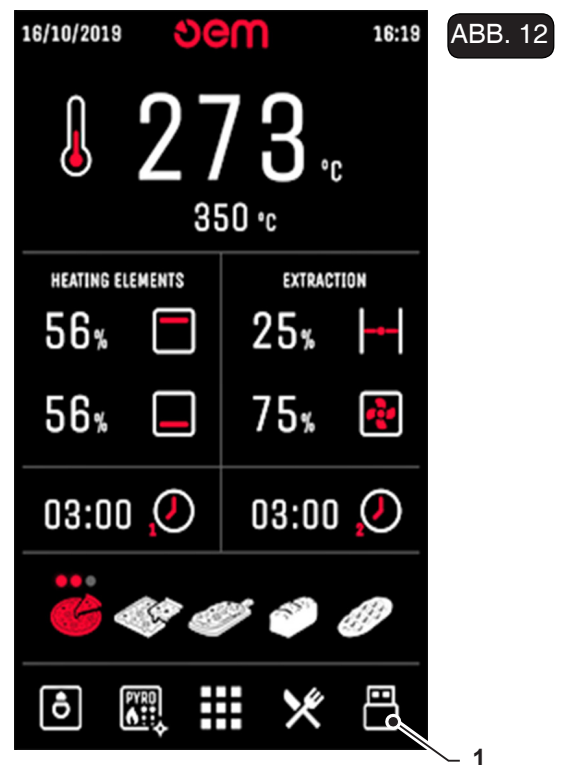 16/10/2019 oem 16:19
ABB. 12
273 °C
350 °C
HEATING ELEMENTS
EXTRACTION
56%
25%
56%
75%
03:00 1
03:00 2
PYRO
1